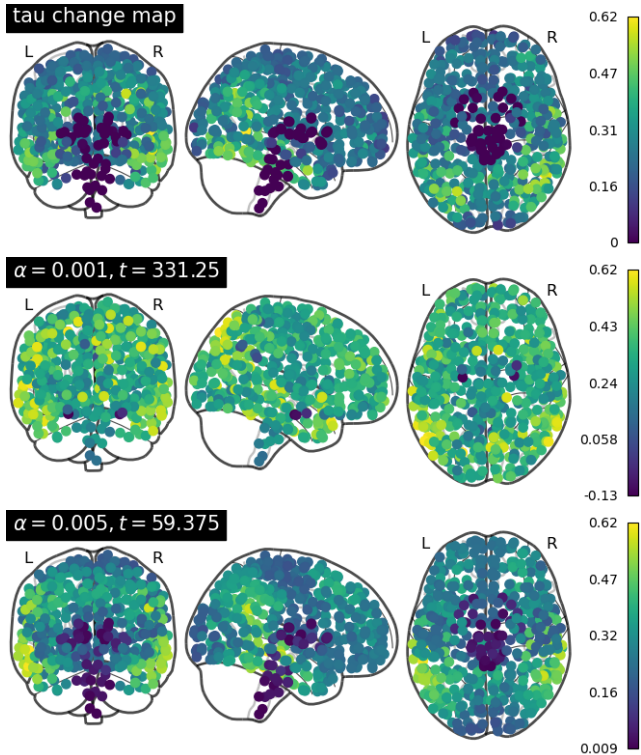 tau change map
L R L R
0.62
0.47
0.31
0.16
0
α = 0.001, t = 331.25
L R L R
0.62
0.43
0.24
0.058
-0.13
α = 0.005, t = 59.375
L R L R
0.62
0.47
0.32
0.16
0.009